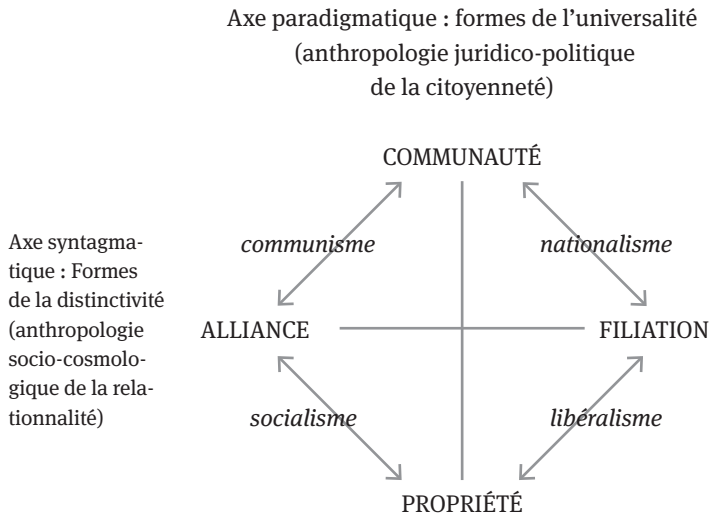 Axe paradigmatique : formes de l’universalité
(anthropologie juridico-politique
de la citoyenneté)
COMMUNAUTÉ
Axe syntagma-
tique : Formes
de la distinctivité
(anthropologie
socio-cosmolo-
gique de la rela-
tionnalité)
communisme
nationalisme
ALLIANCE
FILIATION
socialisme
libéralisme
PROPRIÉTÉ